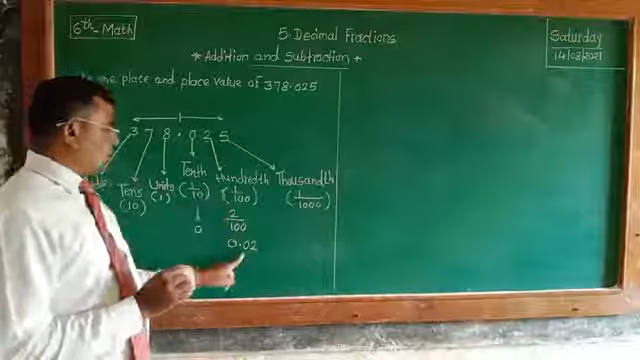 6th-Math
5. Decimal Fractions
Saturday
14/08/2021
*Addition and Subtraction*
the place and place value of 378.025
3 7 8 . 0 2 5
Tens (10)
Units (1)
Tenth (1/10)
Hundredth (1/100)
Thousandth (1/1000)
0
2/100
0.02